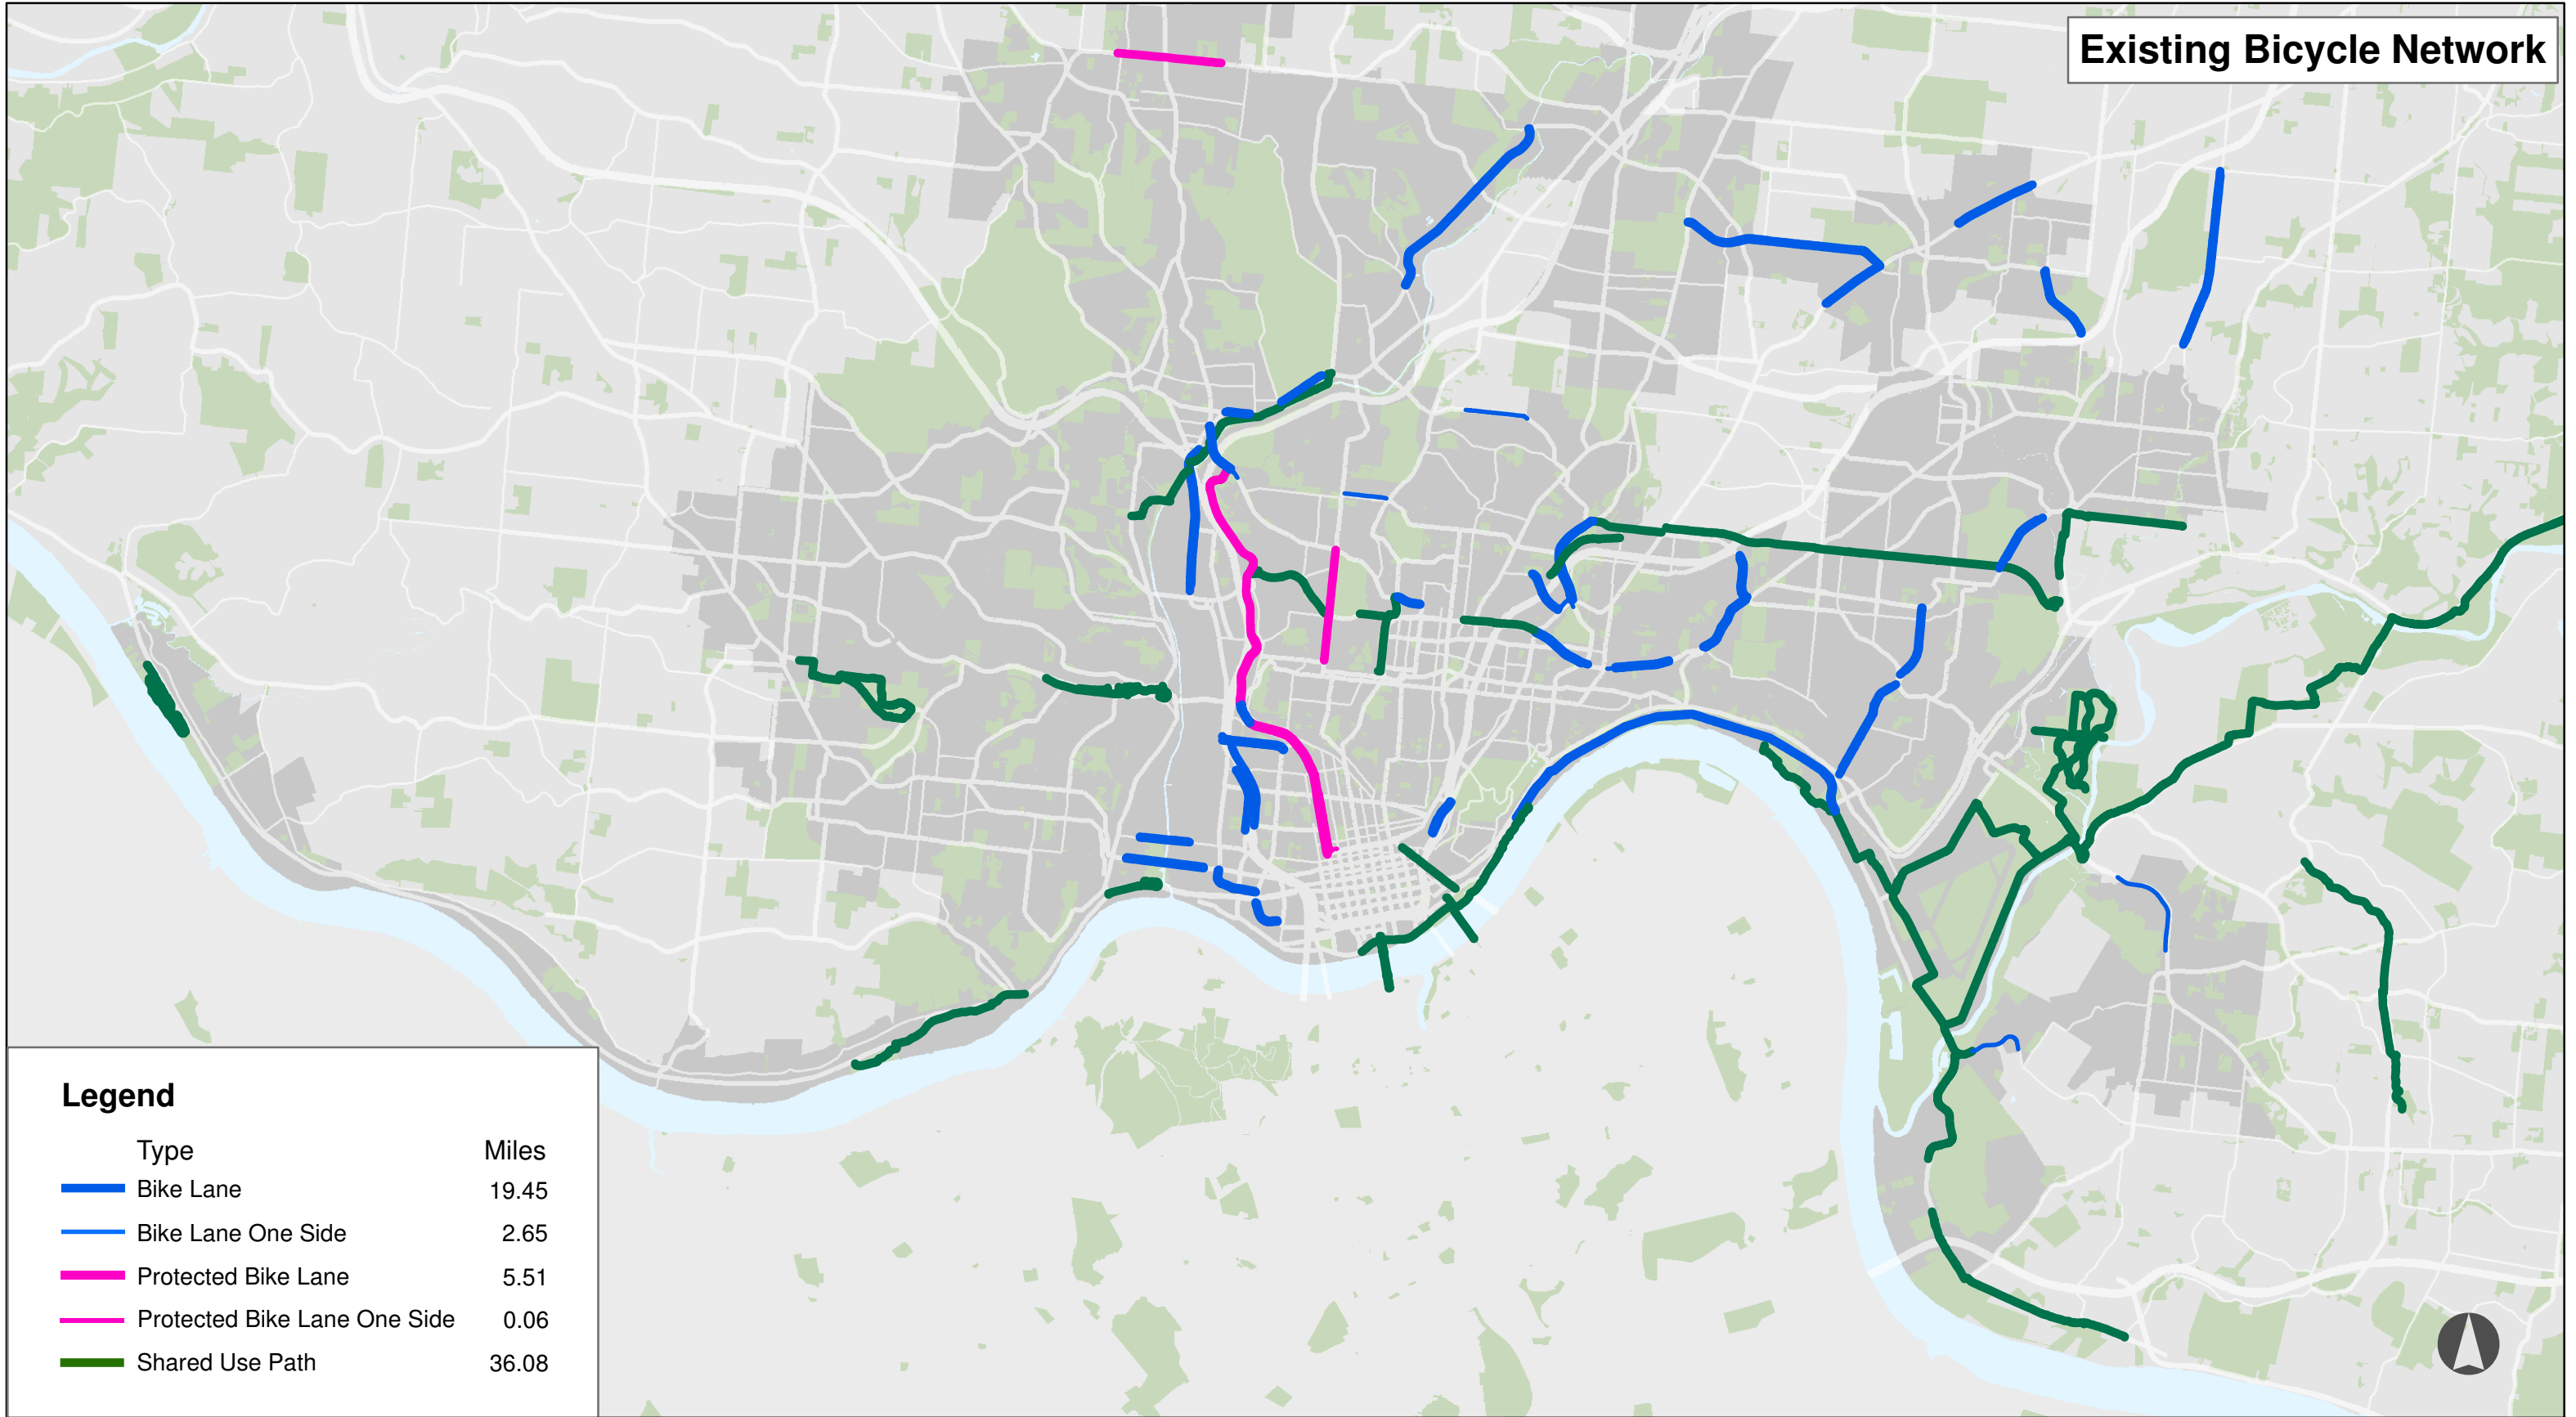 Existing Bicycle Network
Legend
Type Miles
Bike Lane 19.45
Bike Lane One Side 2.65
Protected Bike Lane 5.51
Protected Bike Lane One Side 0.06
Shared Use Path 36.08